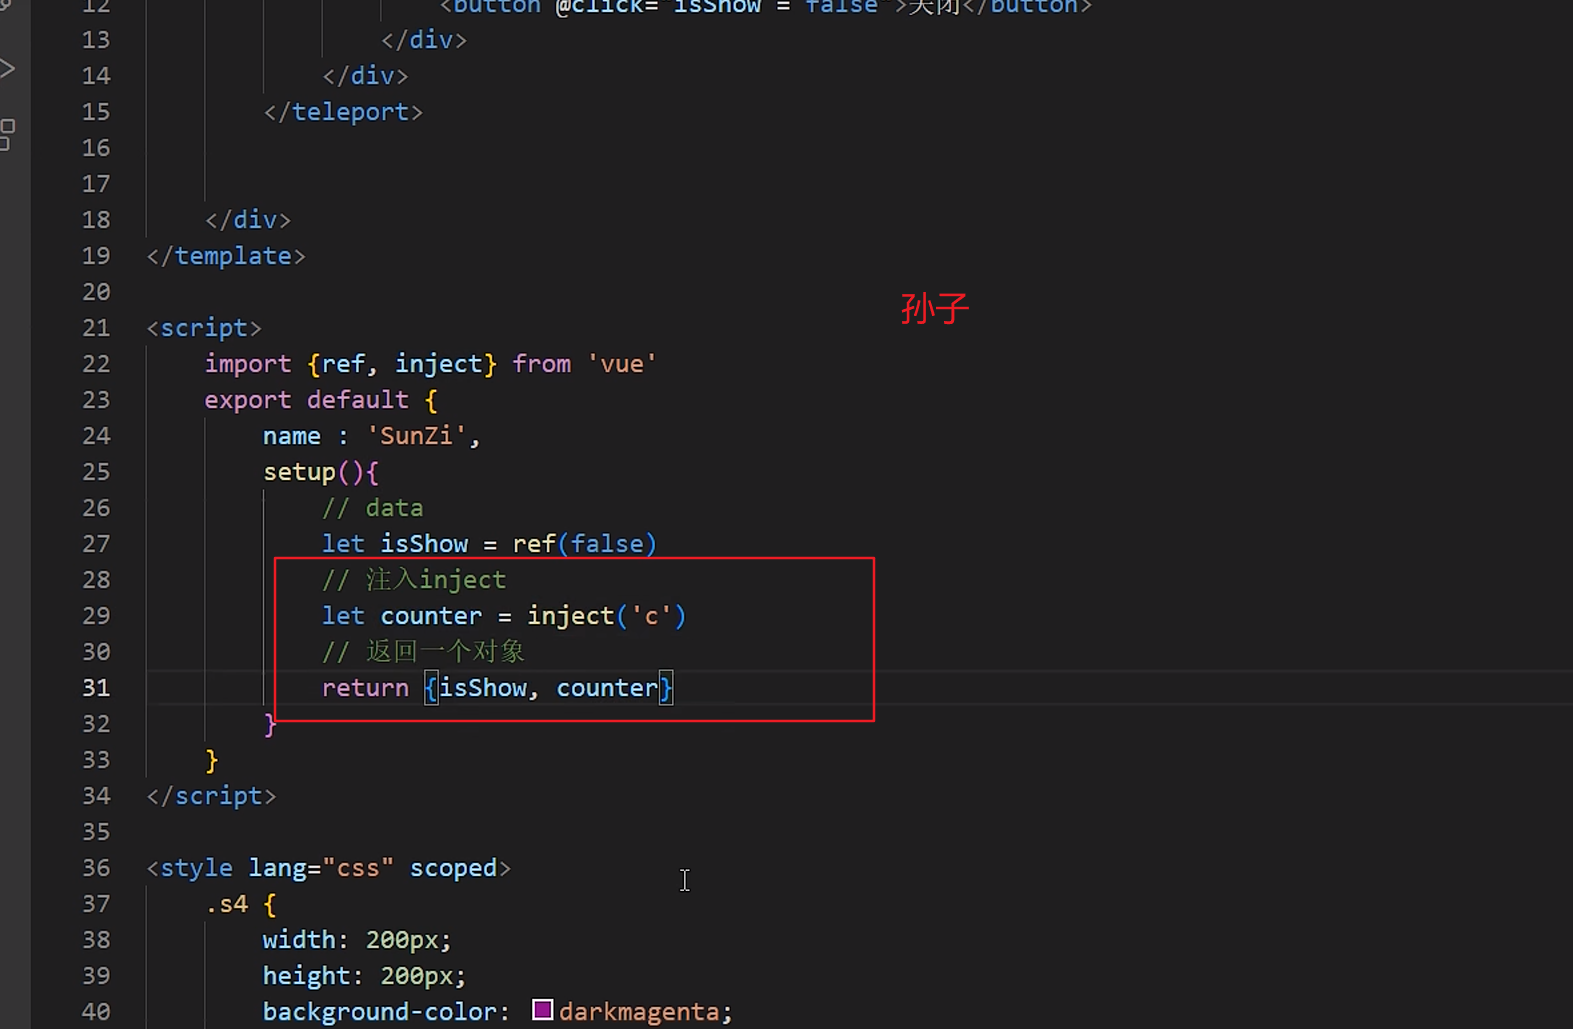 12 <button @click="isShow = false">关闭</button>
13 </div>
14 </div>
15 </teleport>
16
17
18 </div>
19 </template>
20
孙子
21 <script>
22 import {ref, inject} from 'vue'
23 export default {
24 name : 'SunZi',
25 setup(){
26 // data
27 let isShow = ref(false)
28 // 注入inject
29 let counter = inject('c')
30 // 返回一个对象
31 return {isShow, counter}
32 }
33 }
34 </script>
35
36 <style lang="css" scoped>
37 .s4 {
38 width: 200px;
39 height: 200px;
40 background-color: darkmagenta;